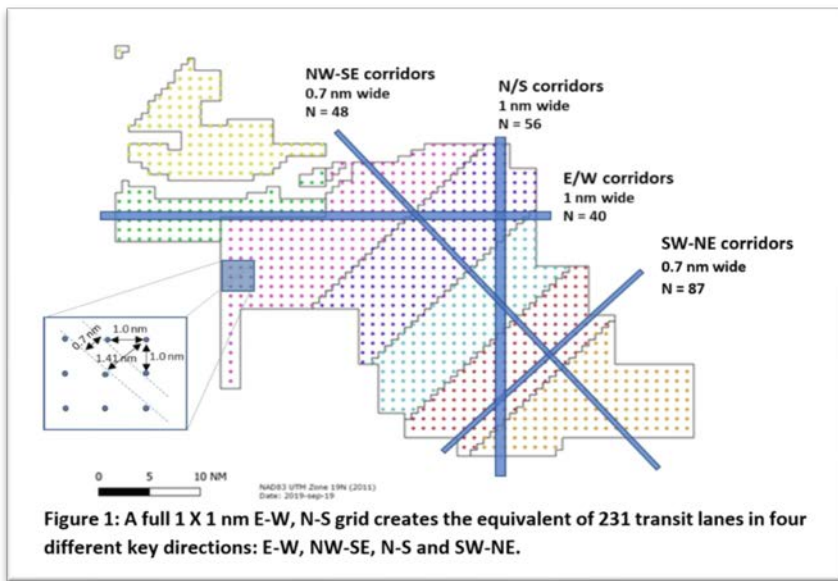 NW-SE corridors
0.7 nm wide
N = 48
N/S corridors
1 nm wide
N = 56
E/W corridors
1 nm wide
N = 40
SW-NE corridors
0.7 nm wide
N = 87
1.0 nm
0.7 nm
1.41 nm
1.0 nm
0 5 10 NM
NAD83 UTM Zone 19N (2011)
Date: 2019-sep-19
Figure 1: A full 1 X 1 nm E-W, N-S grid creates the equivalent of 231 transit lanes in four
different key directions: E-W, NW-SE, N-S and SW-NE.